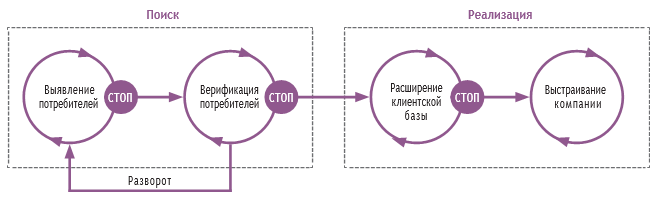 Поиск
Реализация
Выявление
потребителей
СТОП
Верификация
потребителей
СТОП
Расширение
клиентской
базы
СТОП
Выстраивание
компании
Разворот